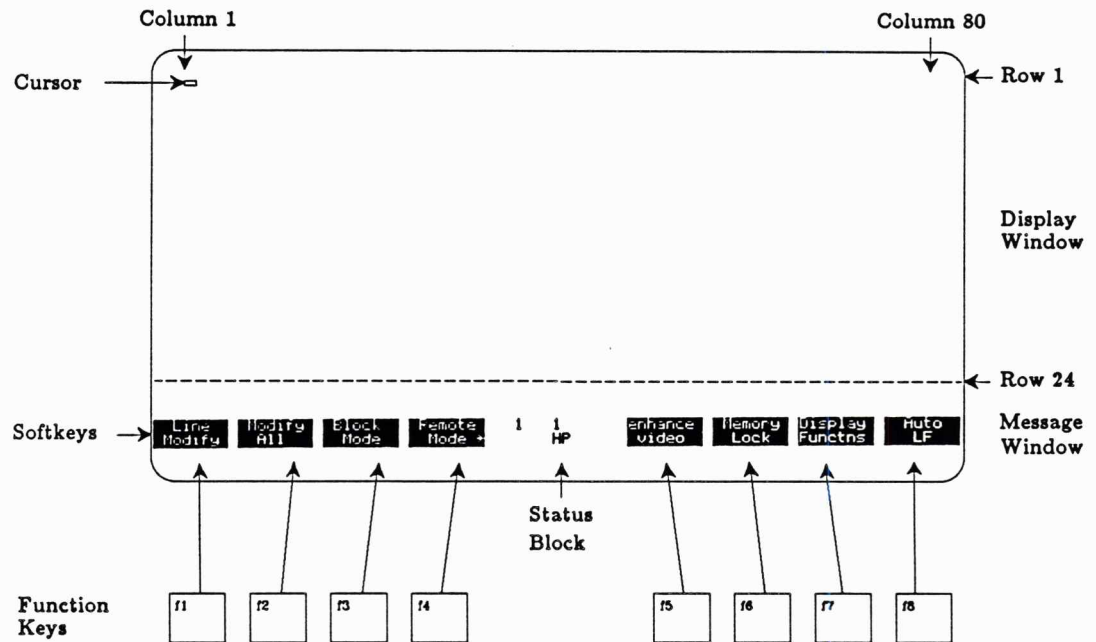 Column 1
Column 80
Cursor
Row 1
Display
Window
Row 24
Softkeys
Line
Modify
Modify
All
Block
Mode
Remote
Mode *
1 1
HP
enhance
video
Memory
Lock
Display
Functns
Auto
LF
Message
Window
Status
Block
Function
Keys
f1
f2
f3
f4
f5
f6
f7
f8